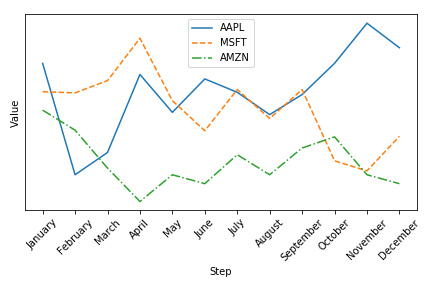 AAPL
MSFT
AMZN
Value
January
February
March
April
May
June
July
August
September
October
November
December
Step